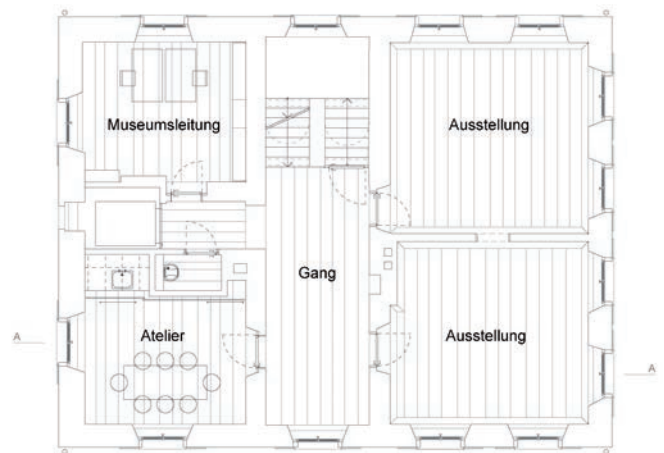 Museumsleitung
Ausstellung
Gang
Atelier
Ausstellung
A
A